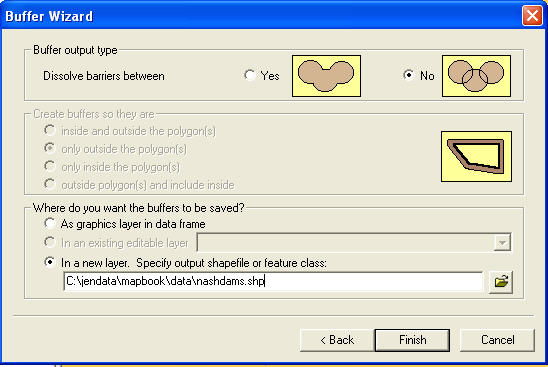 Buffer Wizard
Buffer output type
Dissolve barriers between
Yes
No
Create buffers so they are
inside and outside the polygon(s)
only outside the polygon(s)
only inside the polygon(s)
outside polygon(s) and include inside
Where do you want the buffers to be saved?
As graphics layer in data frame
In an existing editable layer
In a new layer. Specify output shapefile or feature class:
C:\jendata\mapbook\data\nashdams.shp
< Back
Finish
Cancel